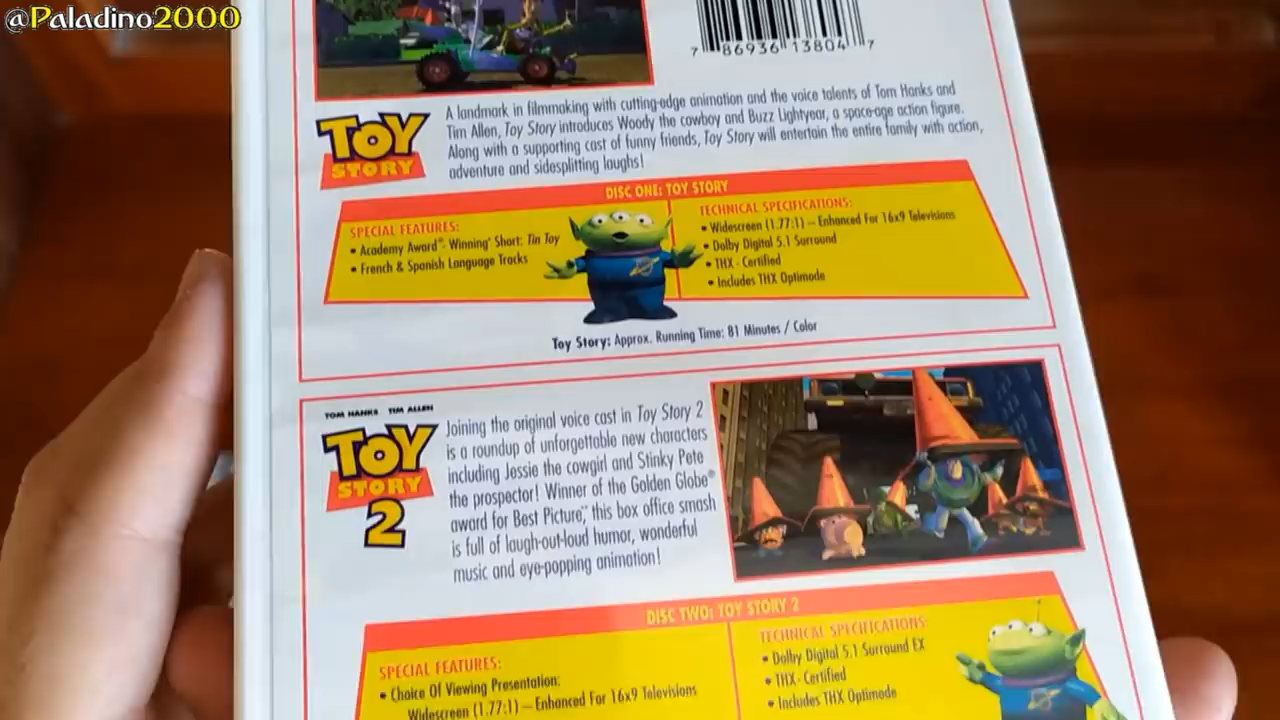 @Paladino2000
7 86936 13804 7
A landmark in filmmaking with cutting-edge animation and the voice talents of Tom Hanks and
Tim Allen, Toy Story introduces Woody the cowboy and Buzz Lightyear, a space-age action figure.
Along with a supporting cast of funny friends, Toy Story will entertain the entire family with action,
adventure and sidesplitting laughs!
TOY
STORY
DISC ONE: TOY STORY
SPECIAL FEATURES:
• Academy Award®- Winning* Short: Tin Toy
• French & Spanish Language Tracks
TECHNICAL SPECIFICATIONS:
• Widescreen (1.77:1) – Enhanced For 16x9 Televisions
• Dolby Digital 5.1 Surround
• THX - Certified
• Includes THX Optimode
Toy Story: Approx. Running Time: 81 Minutes / Color
TOM HANKS TIM ALLEN
TOY
STORY
2
Joining the original voice cast in Toy Story 2
is a roundup of unforgettable new characters
including Jessie the cowgirl and Stinky Pete
the prospector! Winner of the Golden Globe®
award for Best Picture,** this box office smash
is full of laugh-out-loud humor, wonderful
music and eye-popping animation!
DISC TWO: TOY STORY 2
SPECIAL FEATURES:
• Choice Of Viewing Presentation:
Widescreen (1.77:1) – Enhanced For 16x9 Televisions
TECHNICAL SPECIFICATIONS:
• Dolby Digital 5.1 Surround EX
• THX - Certified
• Includes THX Optimode